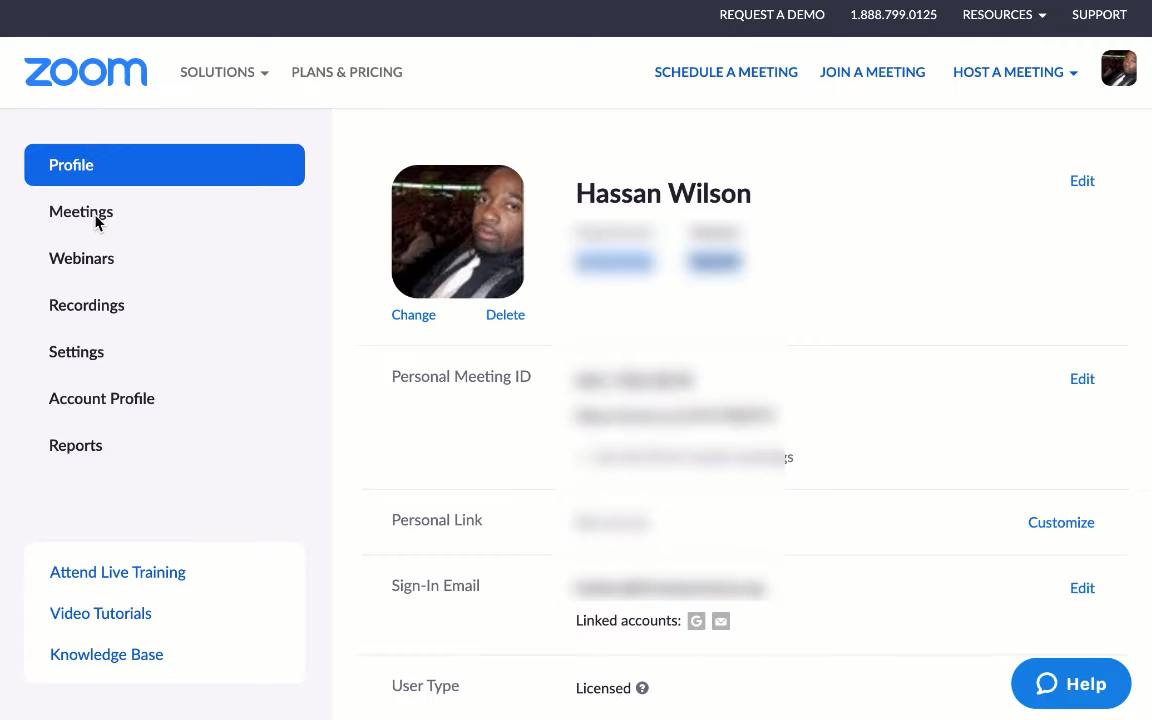 REQUEST A DEMO 1.888.799.0125 RESOURCES SUPPORT
zoom SOLUTIONS PLANS & PRICING SCHEDULE A MEETING JOIN A MEETING HOST A MEETING
Profile
Meetings
Webinars
Recordings
Settings
Account Profile
Reports
Attend Live Training
Video Tutorials
Knowledge Base
Hassan Wilson
Edit
Change Delete
Personal Meeting ID
Edit
Personal Link
Customize
Sign-In Email
Edit
Linked accounts:
User Type
Licensed
Help